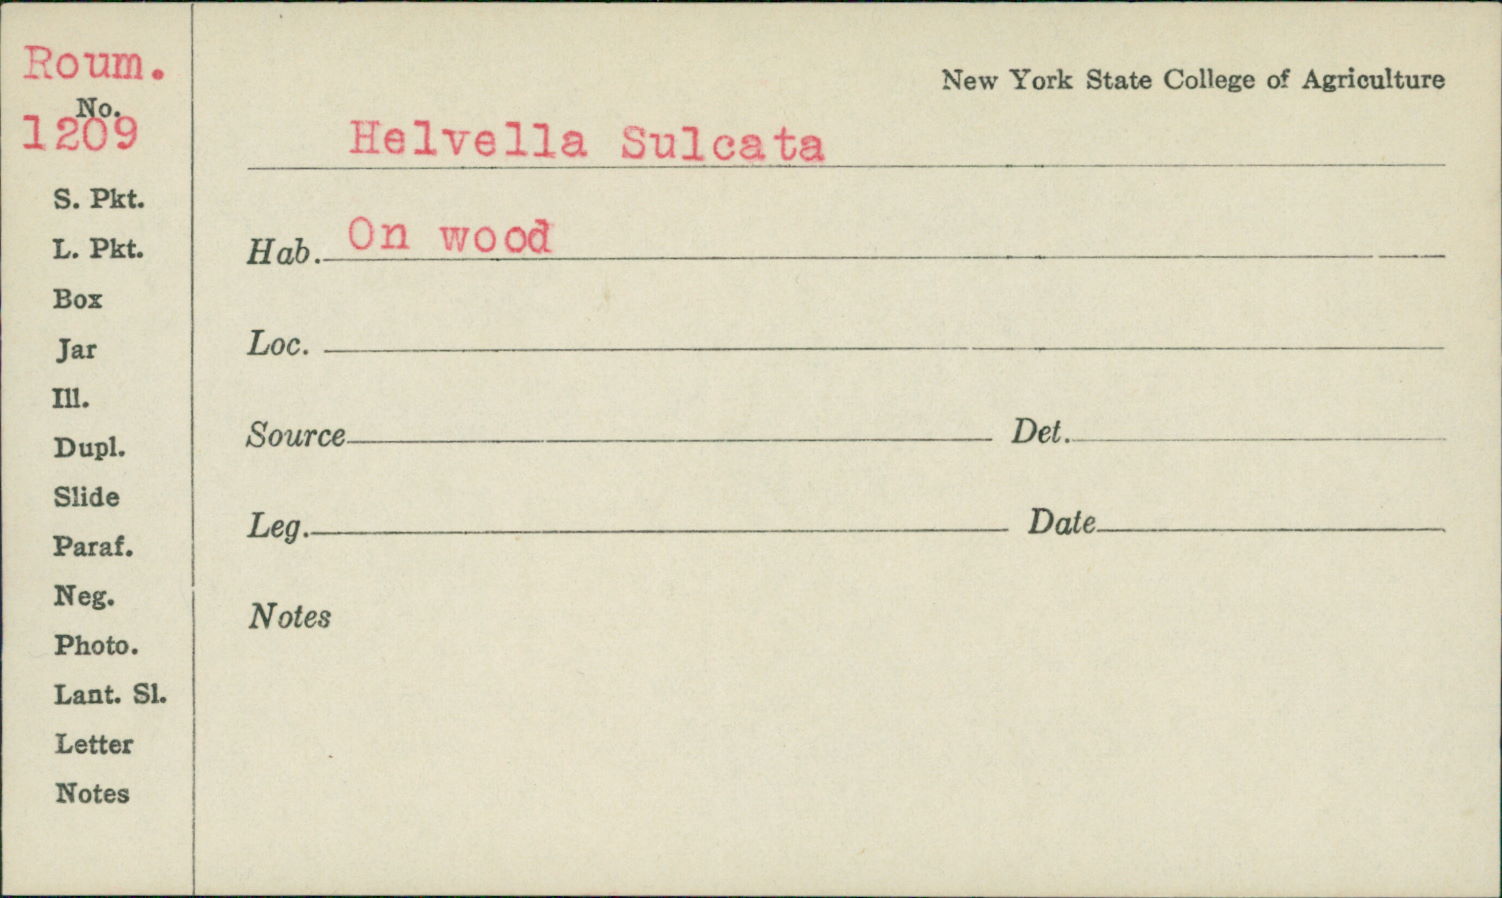 Roum.
No.
1209
S. Pkt.
L. Pkt.
Box
Jar
Ill.
Dupl.
Slide
Paraf.
Neg.
Photo.
Lant. Sl.
Letter
Notes
New York State College of Agriculture
Helvella Sulcata
Hab. On wood
Loc.
Source Det.
Leg. Date
Notes